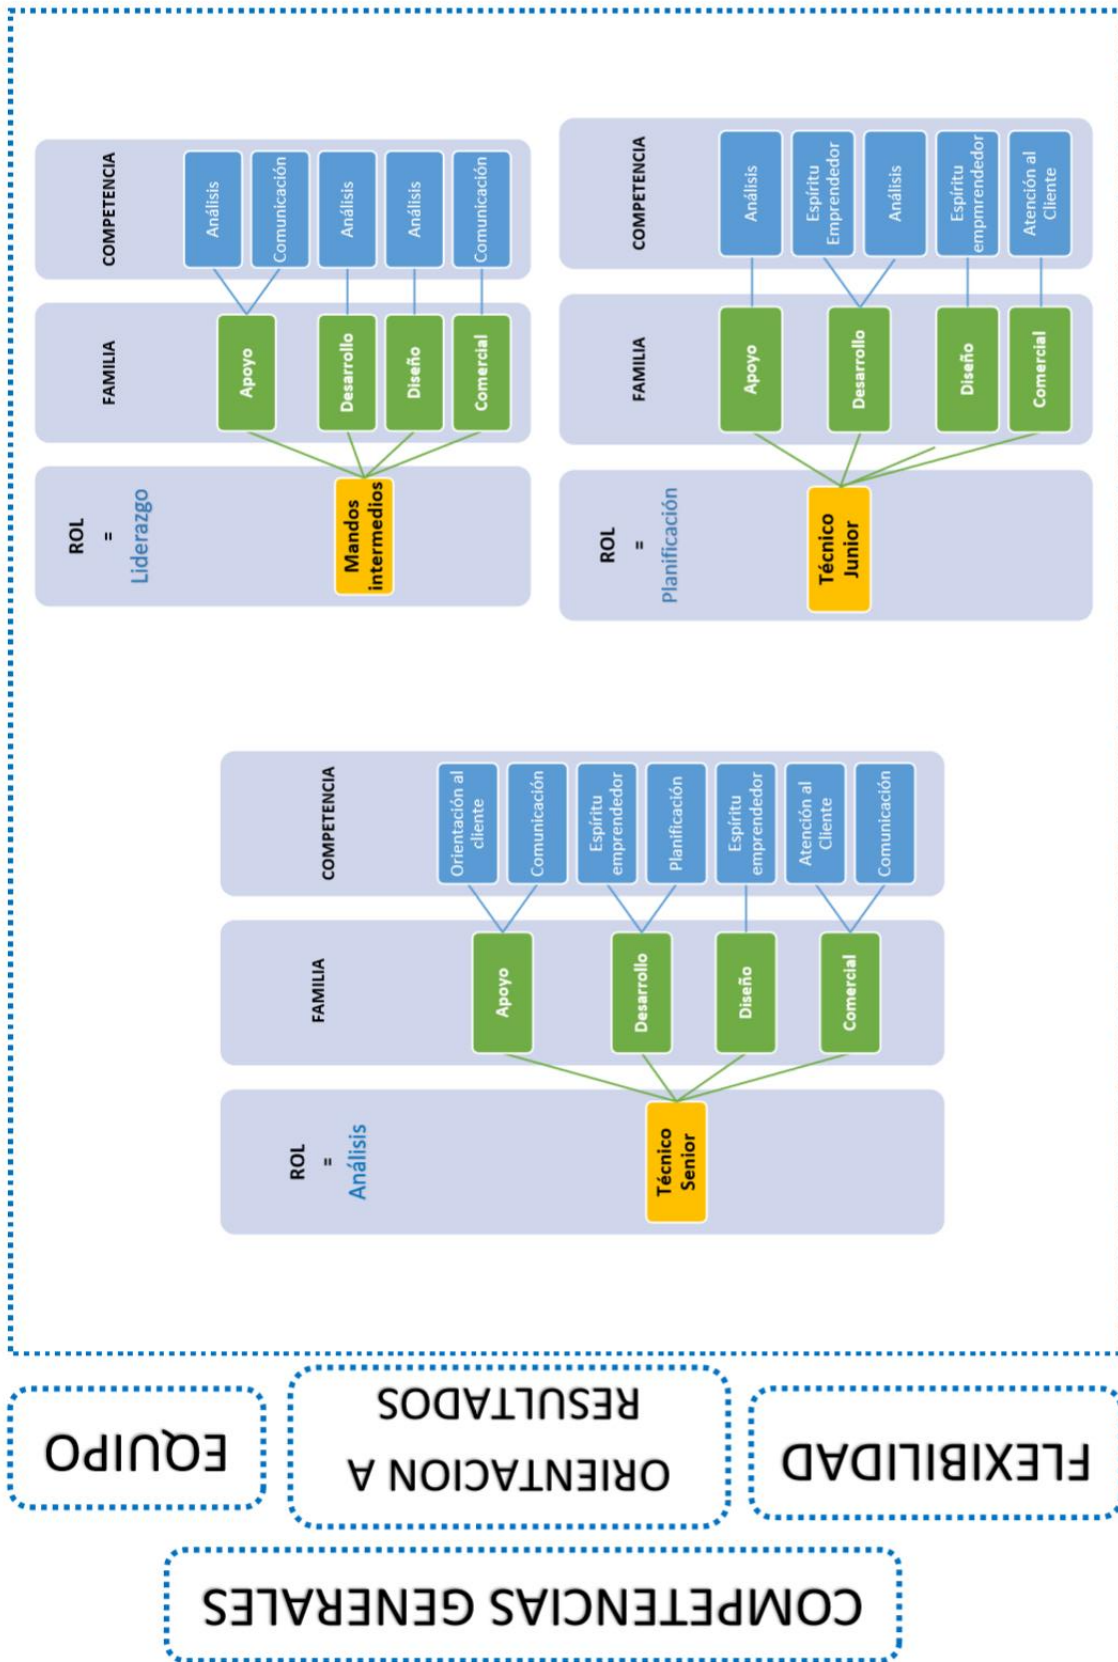 COMPETENCIAS GENERALES
EQUIPO
ORIENTACION A
RESULTADOS
FLEXIBILIDAD
ROL
=
Análisis
Técnico
Senior
FAMILIA
Apoyo
Desarrollo
Diseño
Comercial
COMPETENCIA
Orientación al
cliente
Comunicación
Espíritu
emprendedor
Planificación
Espíritu
emprendedor
Atención al
Cliente
Comunicación
ROL
=
Liderazgo
Mandos
intermedios
FAMILIA
Apoyo
Desarrollo
Diseño
Comercial
COMPETENCIA
Análisis
Comunicación
Análisis
Análisis
Comunicación
ROL
=
Planificación
Técnico
Junior
FAMILIA
Apoyo
Desarrollo
Diseño
Comercial
COMPETENCIA
Análisis
Espíritu
Emprendedor
Análisis
Espíritu
empmrendedor
Atención al
Cliente